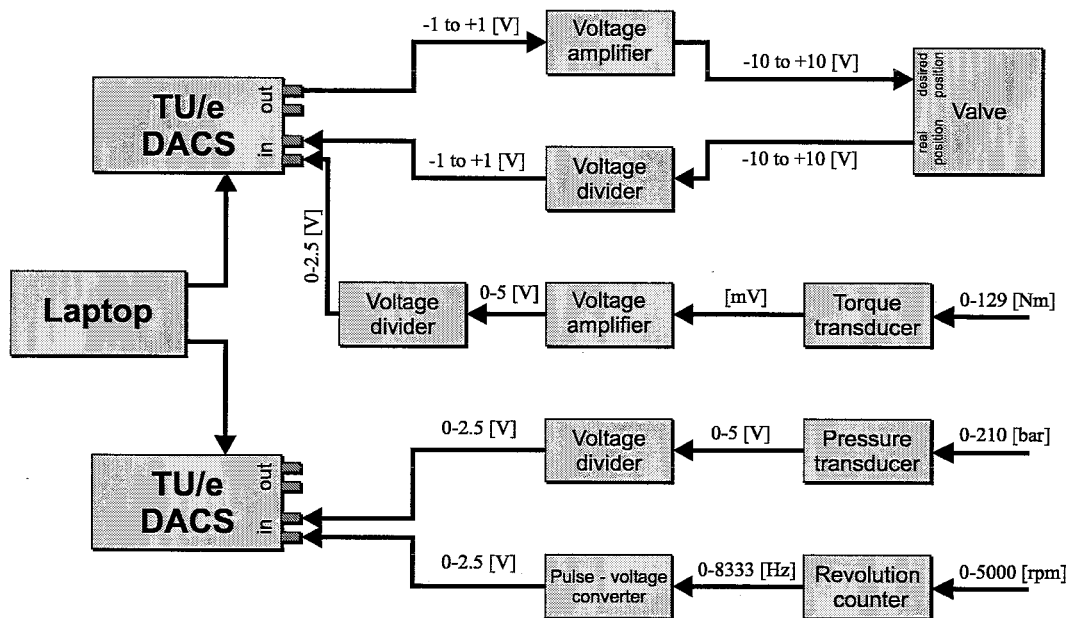 -1 to +1 [V]
Voltage
amplifier
-10 to +10 [V]
desired
position
real
position
Valve
TU/e
DACS
out
in
-1 to +1 [V]
Voltage
divider
-10 to +10 [V]
0-2.5 [V]
Laptop
Voltage
divider
0-5 [V]
Voltage
amplifier
[mV]
Torque
transducer
0-129 [Nm]
TU/e
DACS
out
in
0-2.5 [V]
Voltage
divider
0-5 [V]
Pressure
transducer
0-210 [bar]
0-2.5 [V]
Pulse - voltage
converter
0-8333 [Hz]
Revolution
counter
0-5000 [rpm]